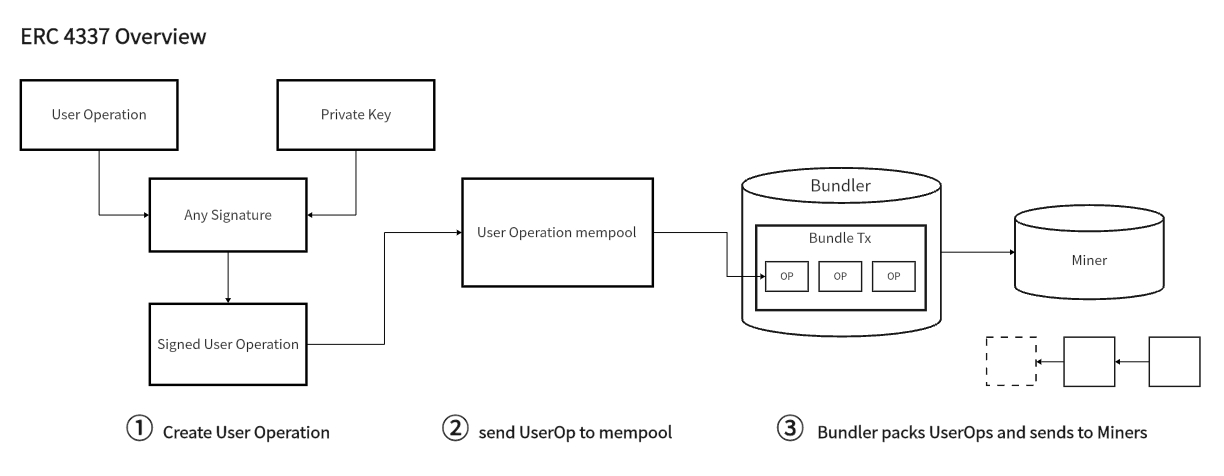 ERC 4337 Overview
User Operation
Private Key
Any Signature
Signed User Operation
User Operation mempool
Bundler
Bundle Tx
OP
OP
OP
Miner
① Create User Operation
② send UserOp to mempool
③ Bundler packs UserOps and sends to Miners